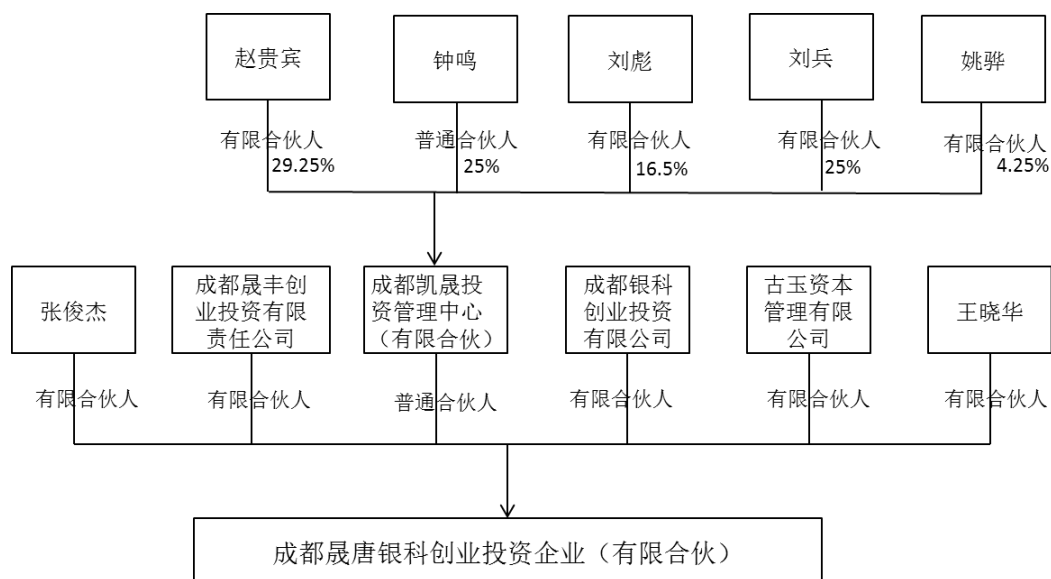 赵贵宾
钟鸣
刘彪
刘兵
姚骅
有限合伙人
29.25%
普通合伙人
25%
有限合伙人
16.5%
有限合伙人
25%
有限合伙人
4.25%
张俊杰
成都晟丰创
业投资有限
责任公司
成都凯晟投
资管理中心
（有限合伙）
成都银科
创业投资
有限公司
古玉资本
管理有限
公司
王晓华
有限合伙人
有限合伙人
普通合伙人
有限合伙人
有限合伙人
有限合伙人
成都晟唐银科创业投资企业（有限合伙）